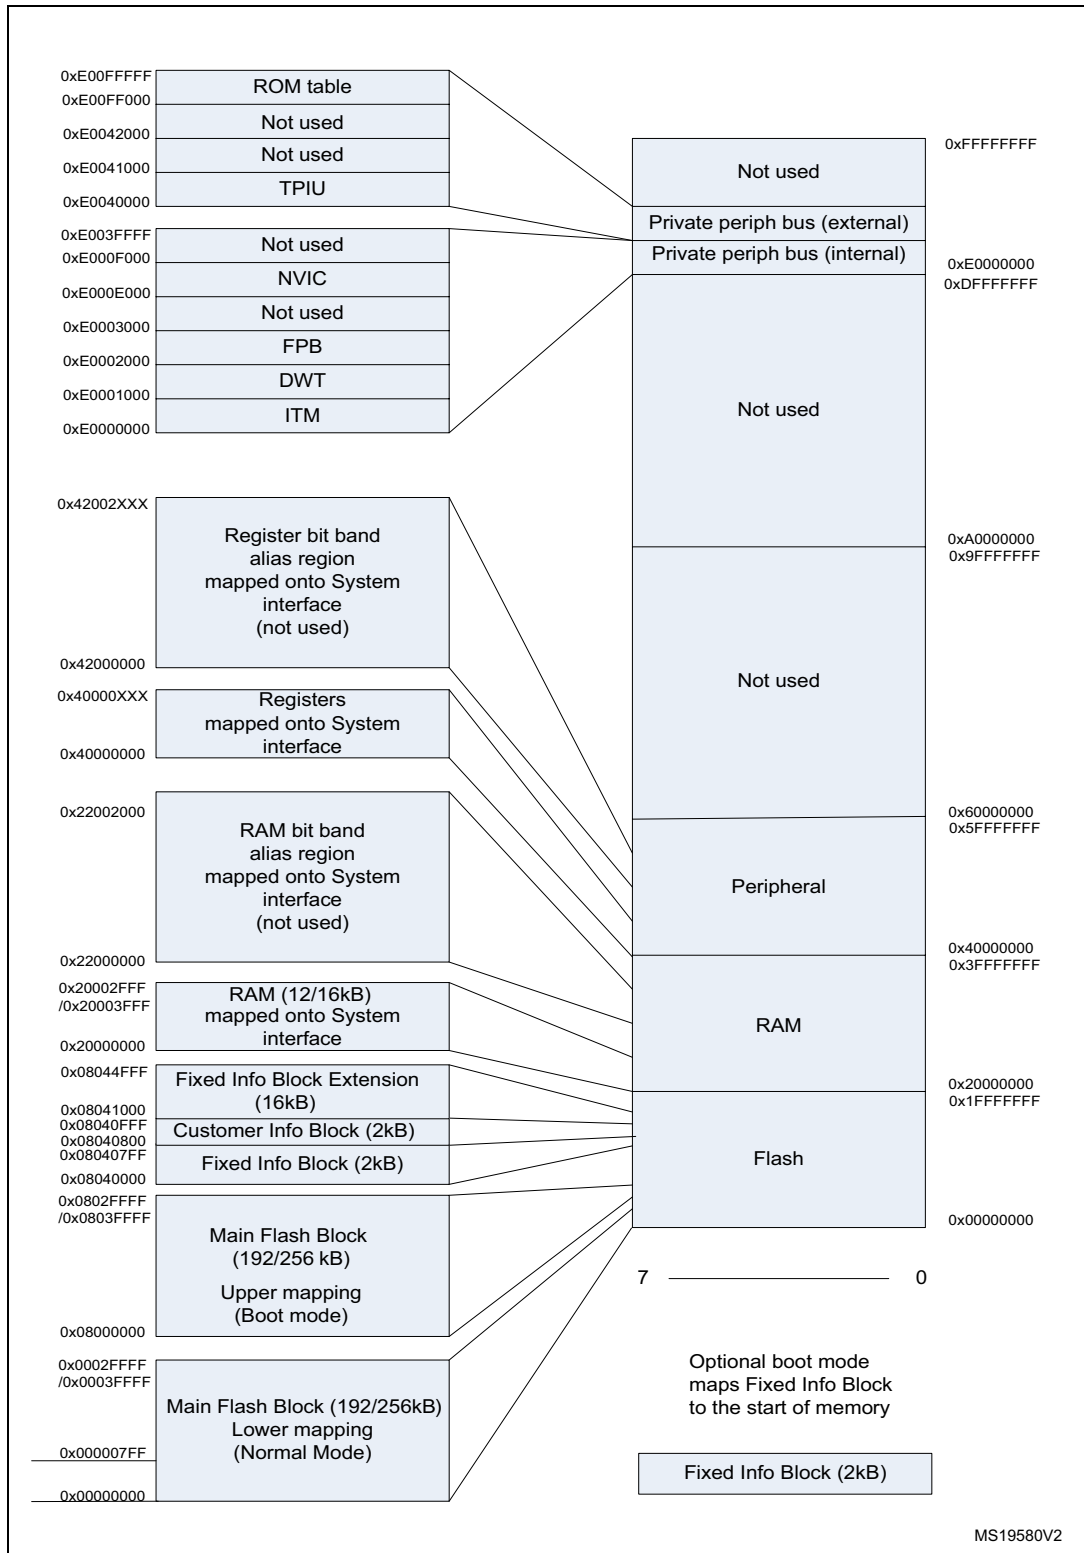 0xE00FFFFF
ROM table
0xE00FF000
Not used
0xE0042000
Not used
0xE0041000
TPIU
0xE0040000
0xE003FFFF
Not used
0xE000F000
NVIC
0xE000E000
Not used
0xE0003000
FPB
0xE0002000
DWT
0xE0001000
ITM
0xE0000000
0x42002XXX
Register bit band
alias region
mapped onto System
interface
(not used)
0x42000000
0x40000XXX
Registers
mapped onto System
interface
0x40000000
0x22002000
RAM bit band
alias region
mapped onto System
interface
(not used)
0x22000000
0x20002FFF
/0x20003FFF
RAM (12/16kB)
mapped onto System
interface
0x20000000
0x08044FFF
Fixed Info Block Extension
(16kB)
0x08041000
0x08040FFF
Customer Info Block (2kB)
0x08040800
0x080407FF
Fixed Info Block (2kB)
0x08040000
0x0802FFFF
/0x0803FFFF
Main Flash Block
(192/256 kB)
Upper mapping
(Boot mode)
0x08000000
0x0002FFFF
/0x0003FFFF
Main Flash Block (192/256kB)
Lower mapping
(Normal Mode)
0x000007FF
0x00000000
0xFFFFFFFF
Not used
Private periph bus (external)
Private periph bus (internal)
0xE0000000
0xDFFFFFFF
Not used
0xA0000000
0x9FFFFFFF
Not used
0x60000000
0x5FFFFFFF
Peripheral
0x40000000
0x3FFFFFFF
RAM
0x20000000
0x1FFFFFFF
Flash
0x00000000
7 0
Optional boot mode
maps Fixed Info Block
to the start of memory
Fixed Info Block (2kB)
MS19580V2